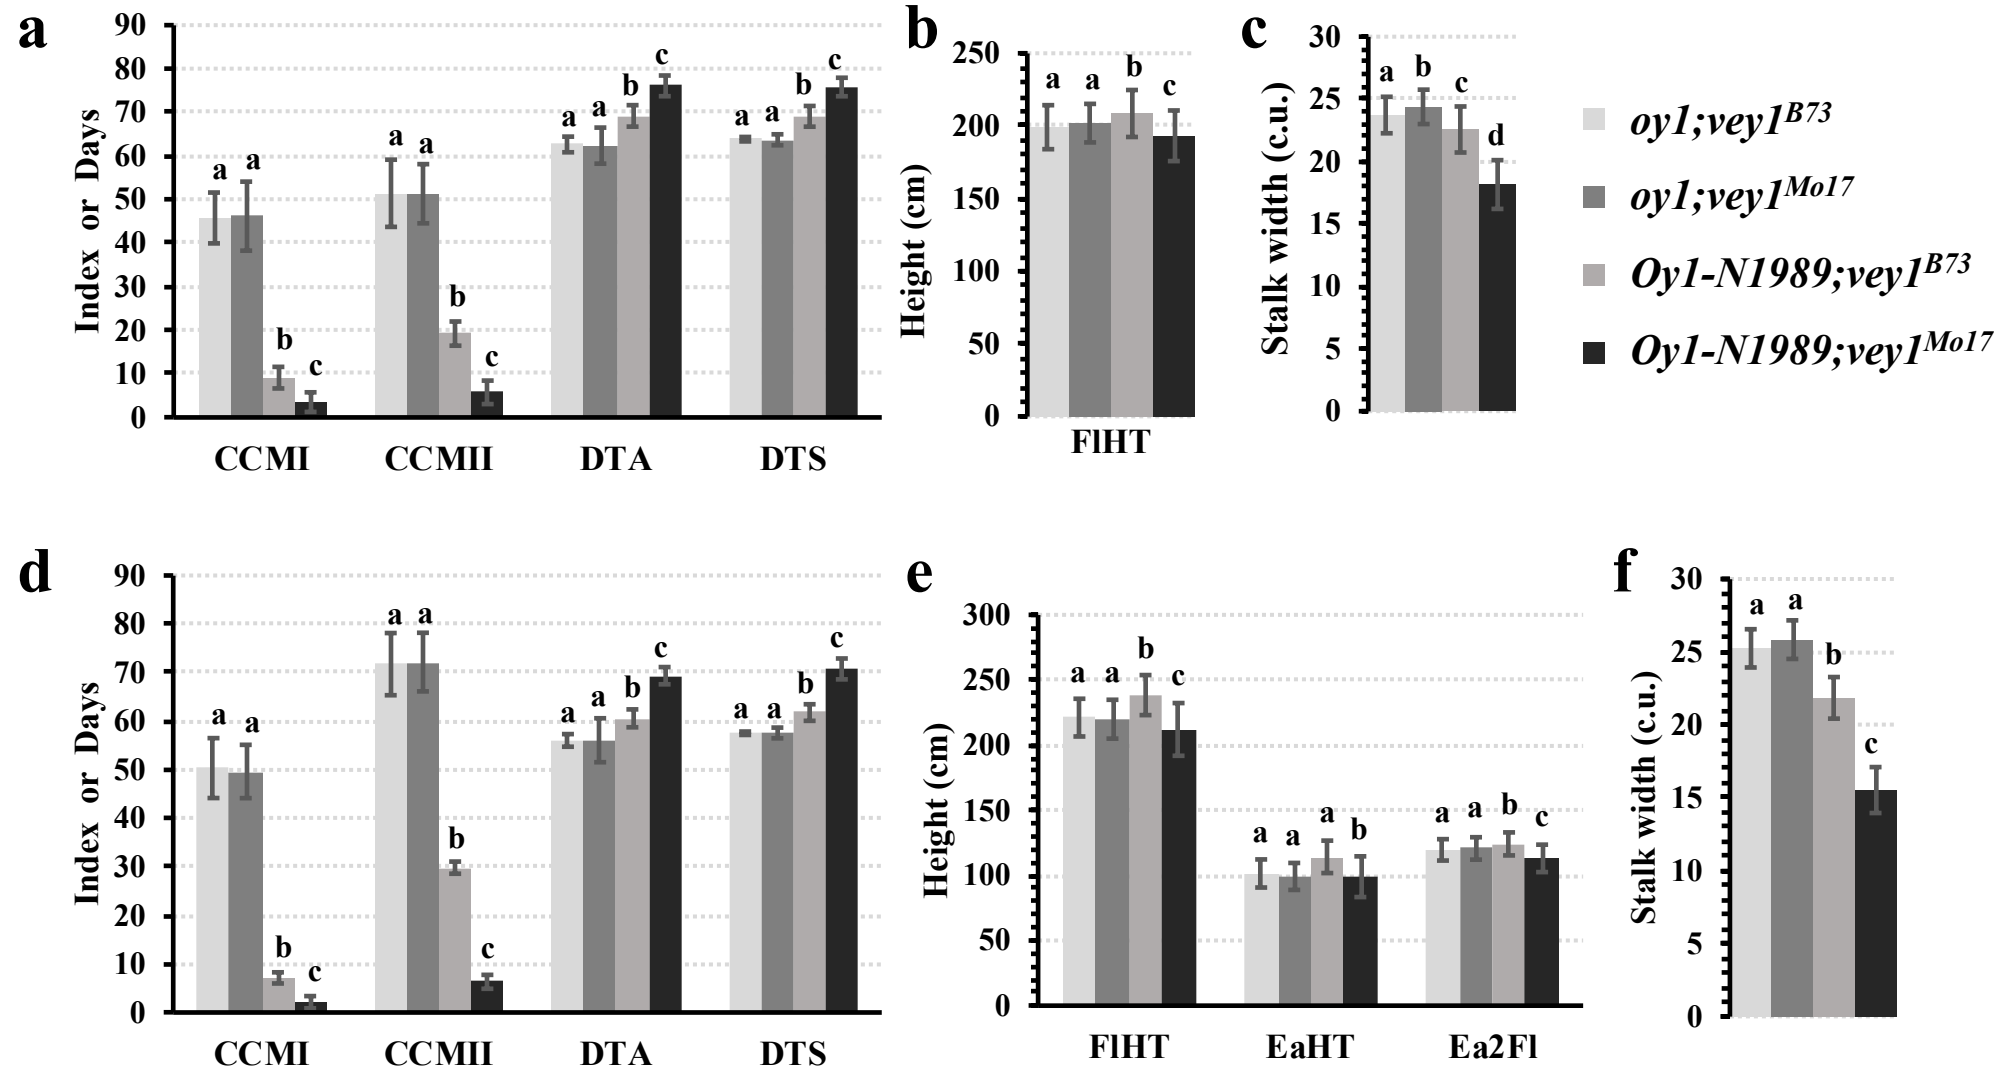 a
90
80
70
60
50
40
30
20
10
0
Index or Days
a a b c
a a b c
a a b c
a a b c
CCMI CCMII DTA DTS
b
250
200
150
100
50
0
Height (cm)
a a b c
FlHT
c
30
25
20
15
10
5
0
Stalk width (c.u.)
a b c d
oy1;vey1B73
oy1;vey1Mo17
Oy1-N1989;vey1B73
Oy1-N1989;vey1Mo17
d
90
80
70
60
50
40
30
20
10
0
Index or Days
a a b c
a a b c
a a b c
a a b c
CCMI CCMII DTA DTS
e
300
250
200
150
100
50
0
Height (cm)
a a b c
a a a b
a a b c
FlHT EaHT Ea2Fl
f
30
25
20
15
10
5
0
Stalk width (c.u.)
a a b c